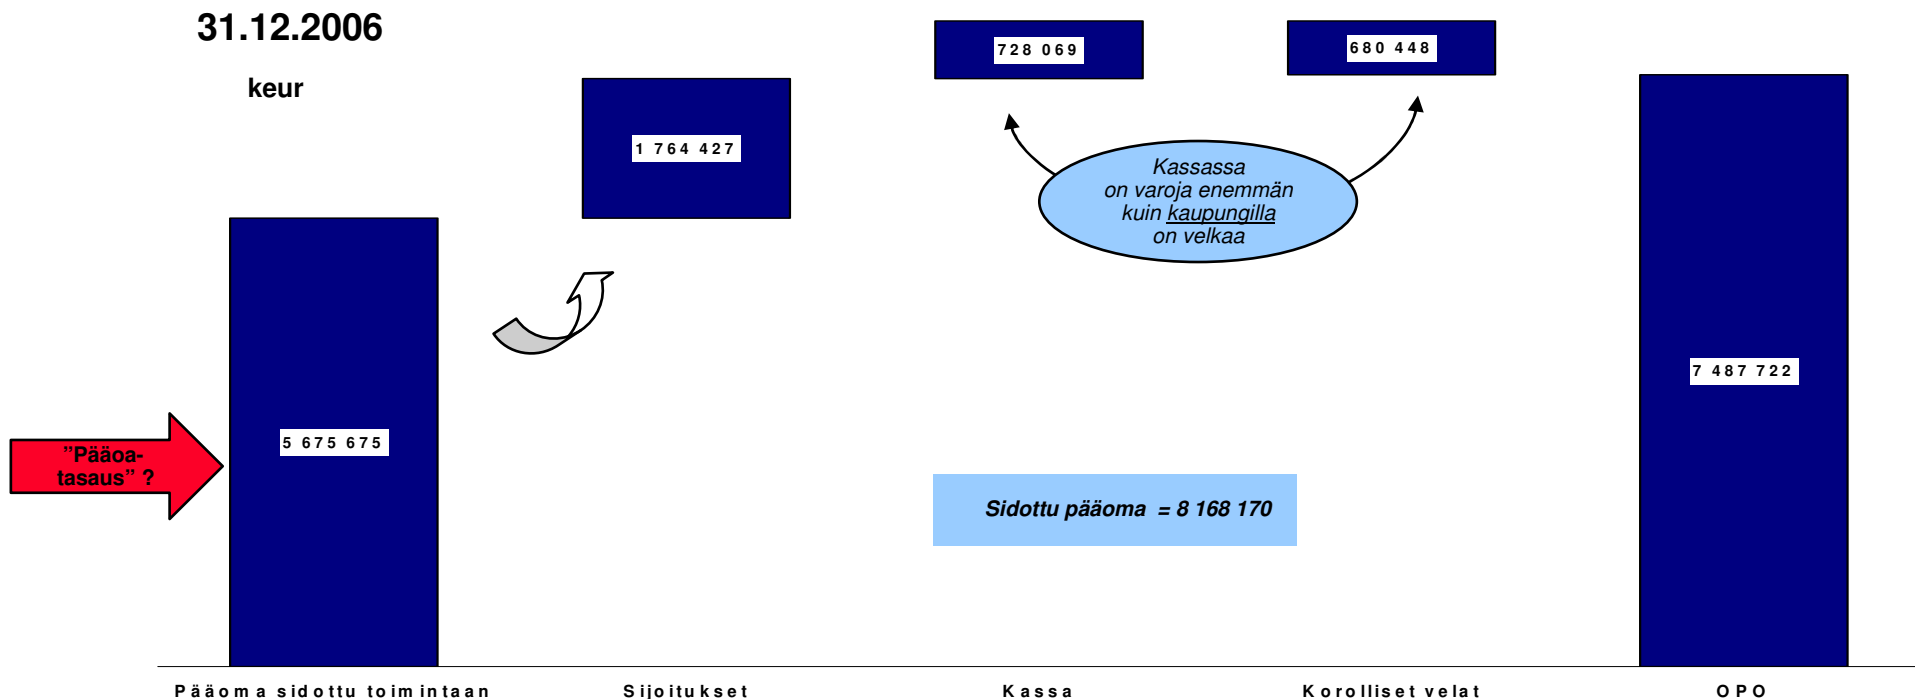 31.12.2006
keur
728 069
680 448
1 764 427
Kassassa
on varoja enemmän
kuin kaupungilla
on velkaa
7 487 722
5 675 675
”Pääoa-
tasaus” ?
Sidottu pääoma = 8 168 170
Pääoma sidottu toimintaan
Sijoitukset
Kassa
Korolliset velat
OPO